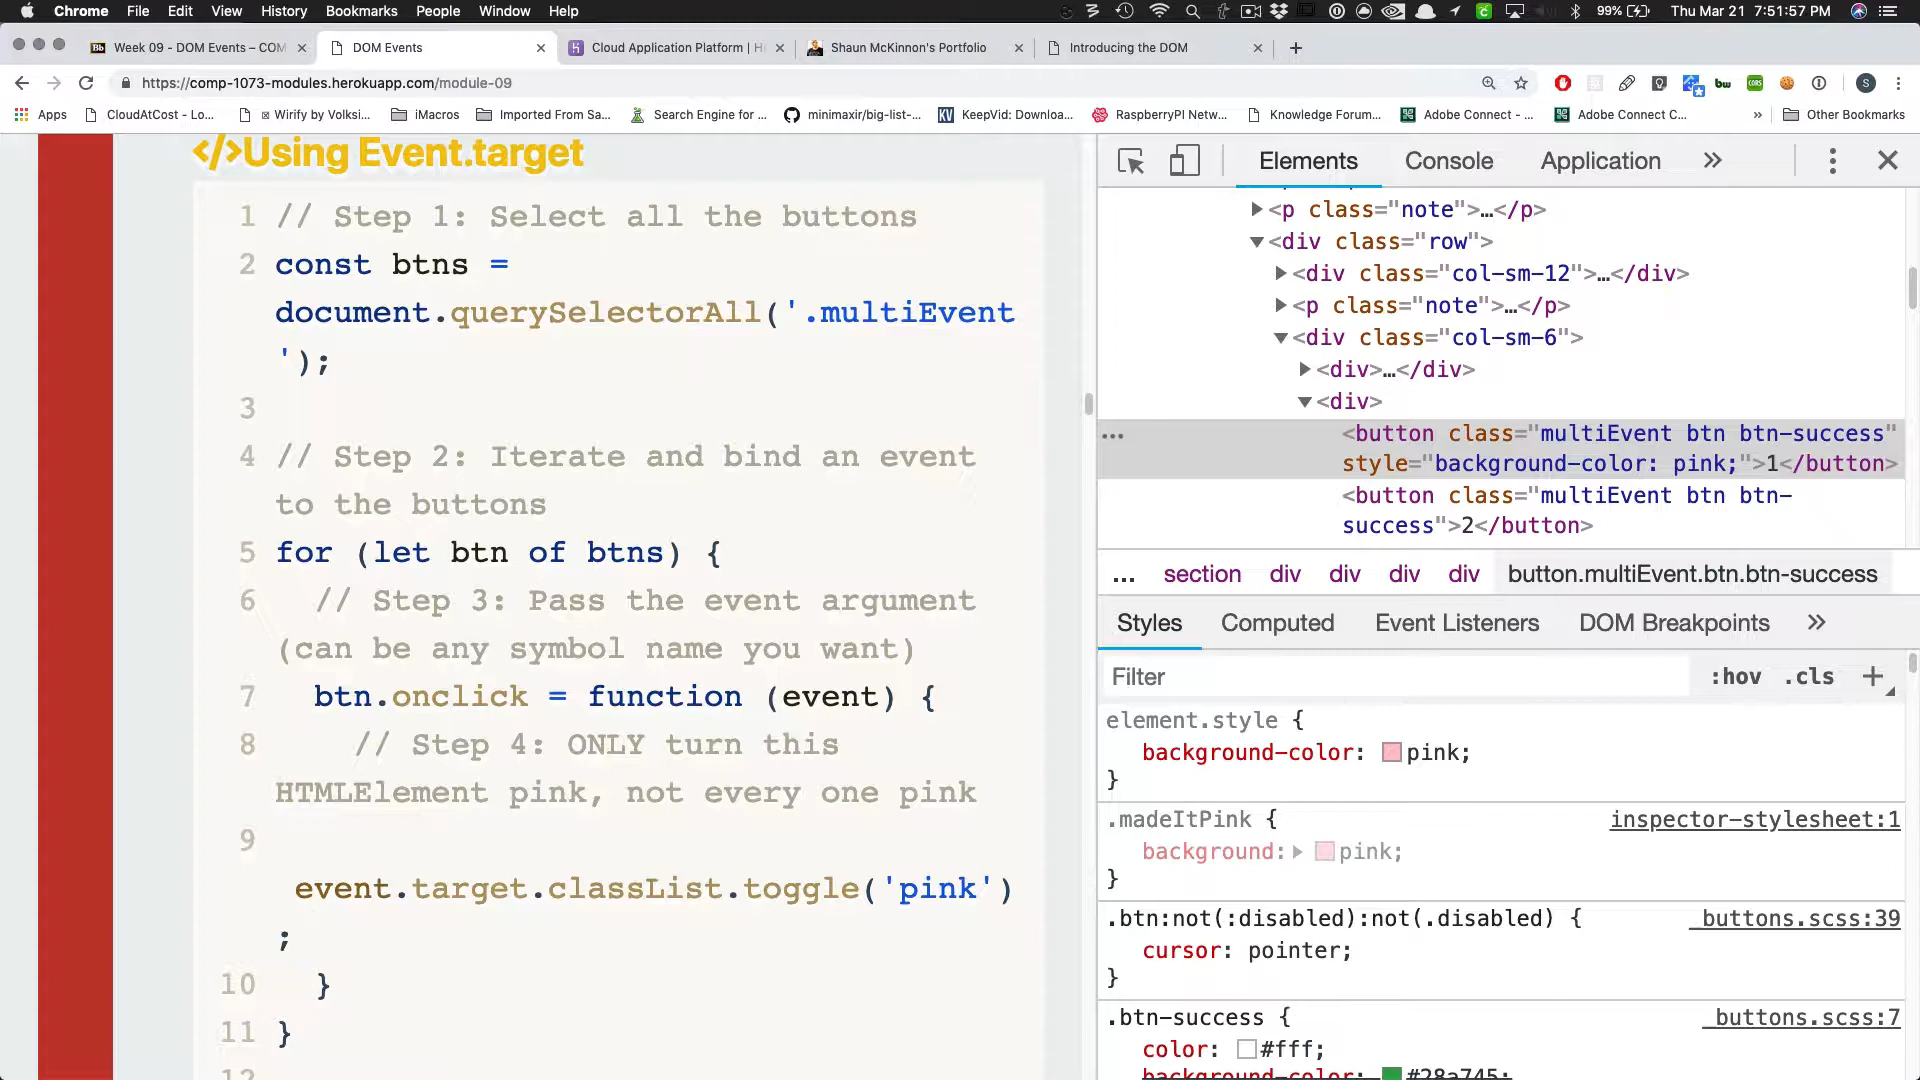 Chrome File Edit View History Bookmarks People Window Help 99% Thu Mar 21 7:51:57 PM
Bb Week 09 - DOM Events – COM DOM Events Cloud Application Platform | H Shaun McKinnon's Portfolio Introducing the DOM
https://comp-1073-modules.herokuapp.com/module-09
Apps CloudAtCost - Lo... Wirify by Volksi... iMacros Imported From Sa... Search Engine for ... minimaxir/big-list-... KV KeepVid: Downloa... RaspberryPI Netw... Knowledge Forum... Adobe Connect - ... Adobe Connect C... » Other Bookmarks
</>Using Event.target
1 // Step 1: Select all the buttons
2 const btns =
document.querySelectorAll('.multiEvent
');
3
4 // Step 2: Iterate and bind an event
to the buttons
5 for (let btn of btns) {
6 // Step 3: Pass the event argument
(can be any symbol name you want)
7 btn.onclick = function (event) {
8 // Step 4: ONLY turn this
HTMLElement pink, not every one pink
9
event.target.classList.toggle('pink')
;
10 }
11 }
12
Elements Console Application »
<p class="note">…</p>
<div class="row">
<div class="col-sm-12">…</div>
<p class="note">…</p>
<div class="col-sm-6">
<div>…</div>
<div>
<button class="multiEvent btn btn-success"
style="background-color: pink;">1</button>
<button class="multiEvent btn btn-
success">2</button>
... section div div div div button.multiEvent.btn.btn-success
Styles Computed Event Listeners DOM Breakpoints »
Filter :hov .cls +
element.style {
background-color: pink;
}
.madeItPink { inspector-stylesheet:1
background: pink;
}
.btn:not(:disabled):not(.disabled) { _buttons.scss:39
cursor: pointer;
}
.btn-success { _buttons.scss:7
color: #fff;
background-color: #28a745;